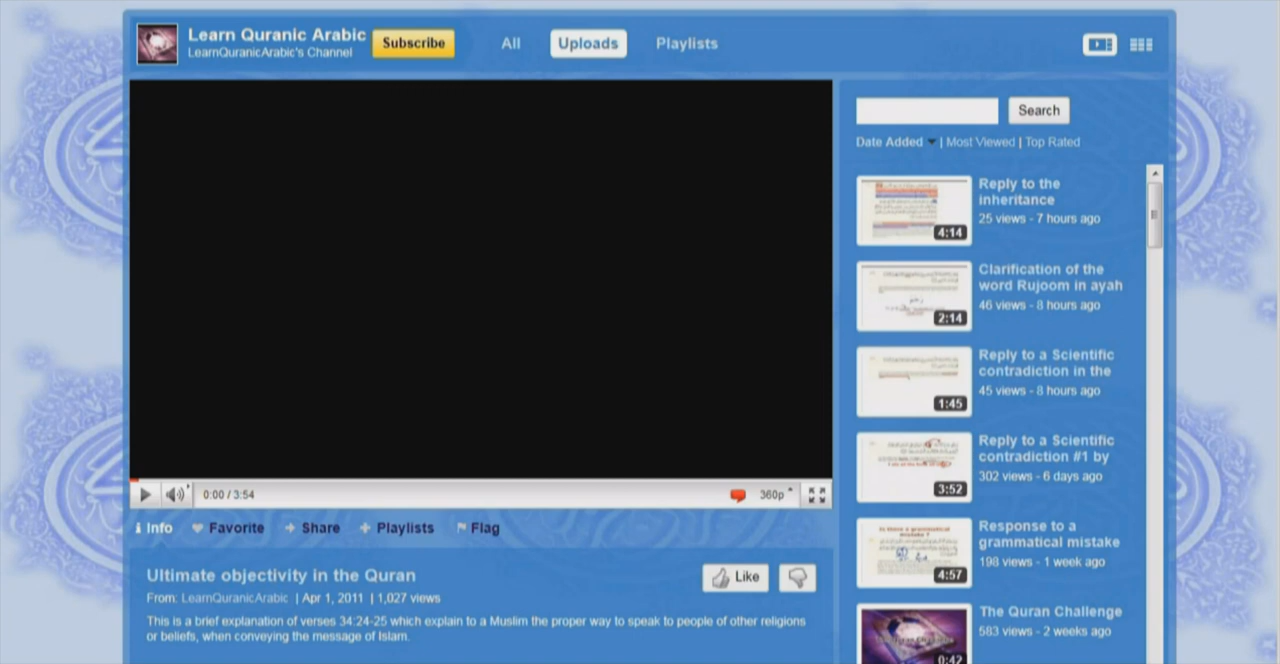 Learn Quranic Arabic
LearnQuranicArabic's Channel
Subscribe
All
Uploads
Playlists
Search
Date Added | Most Viewed | Top Rated
Reply to the
inheritance
25 views - 7 hours ago
4:14
Clarification of the
word Rujoom in ayah
46 views - 8 hours ago
2:14
Reply to a Scientific
contradiction in the
45 views - 8 hours ago
1:45
Reply to a Scientific
contradiction #1 by
302 views - 6 days ago
3:52
Response to a
grammatical mistake
198 views - 1 week ago
4:57
The Quran Challenge
583 views - 2 weeks ago
0:42
0:00 / 3:54
360p
Info
Favorite
Share
Playlists
Flag
Ultimate objectivity in the Quran
Like
From: LearnQuranicArabic | Apr 1, 2011 | 1,027 views
This is a brief explanation of verses 34:24-25 which explain to a Muslim the proper way to speak to people of other religions
or beliefs, when conveying the message of Islam.